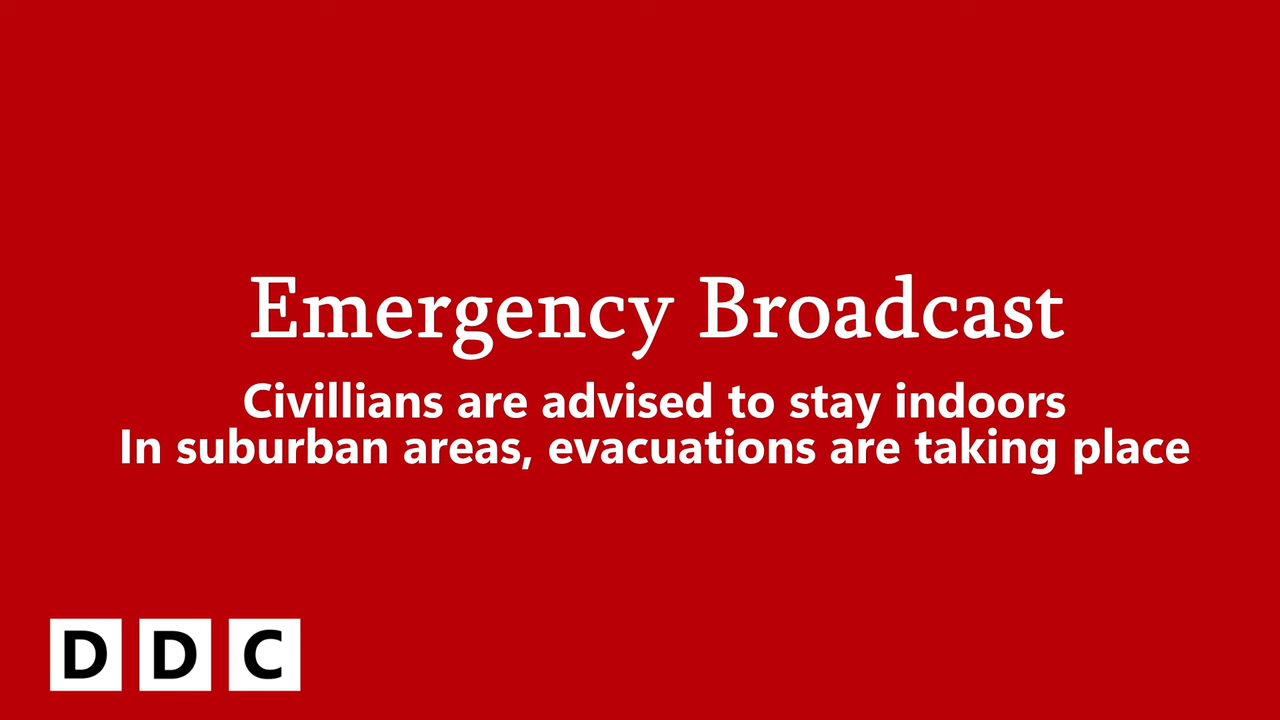 Emergency Broadcast
Civillians are advised to stay indoors
In suburban areas, evacuations are taking place
DDC